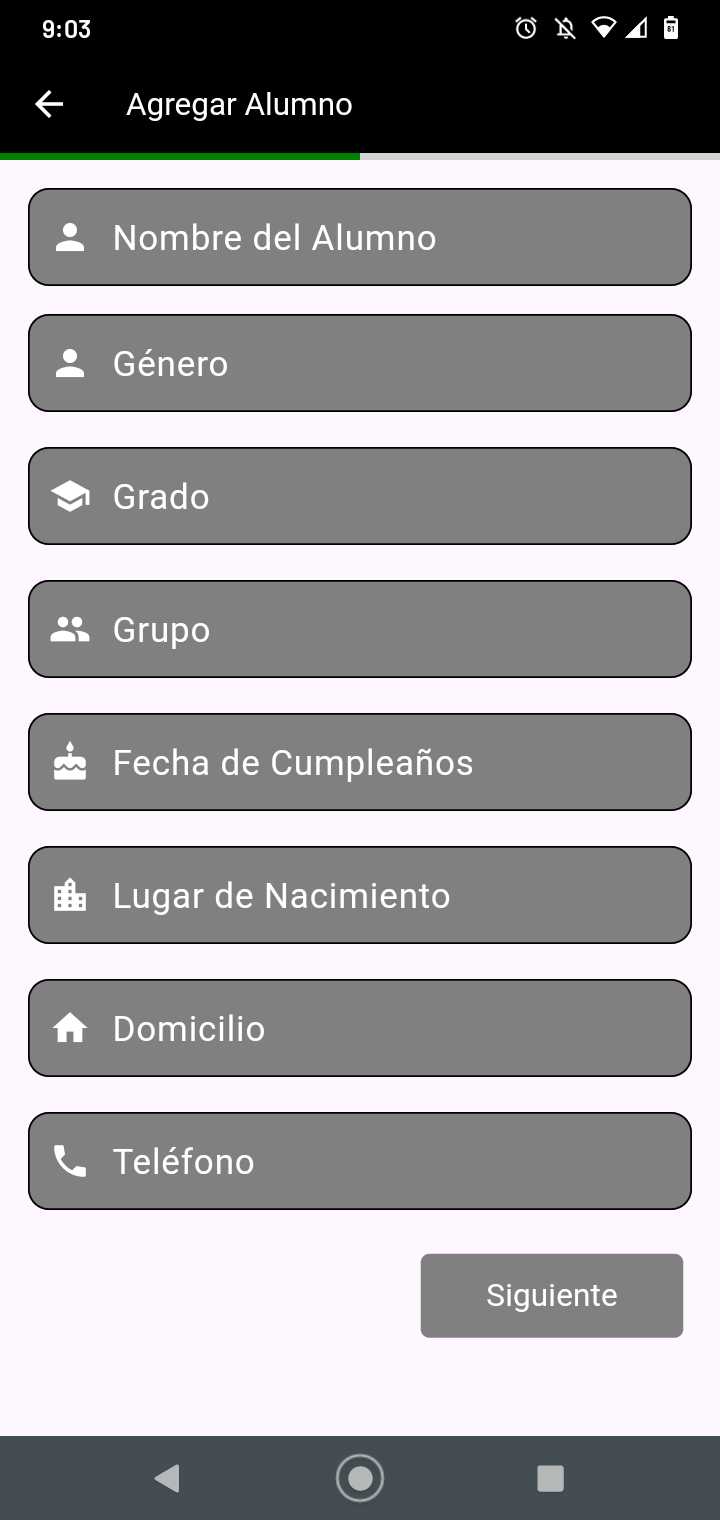 9:03
81
Agregar Alumno
Nombre del Alumno
Género
Grado
Grupo
Fecha de Cumpleaños
Lugar de Nacimiento
Domicilio
Teléfono
Siguiente